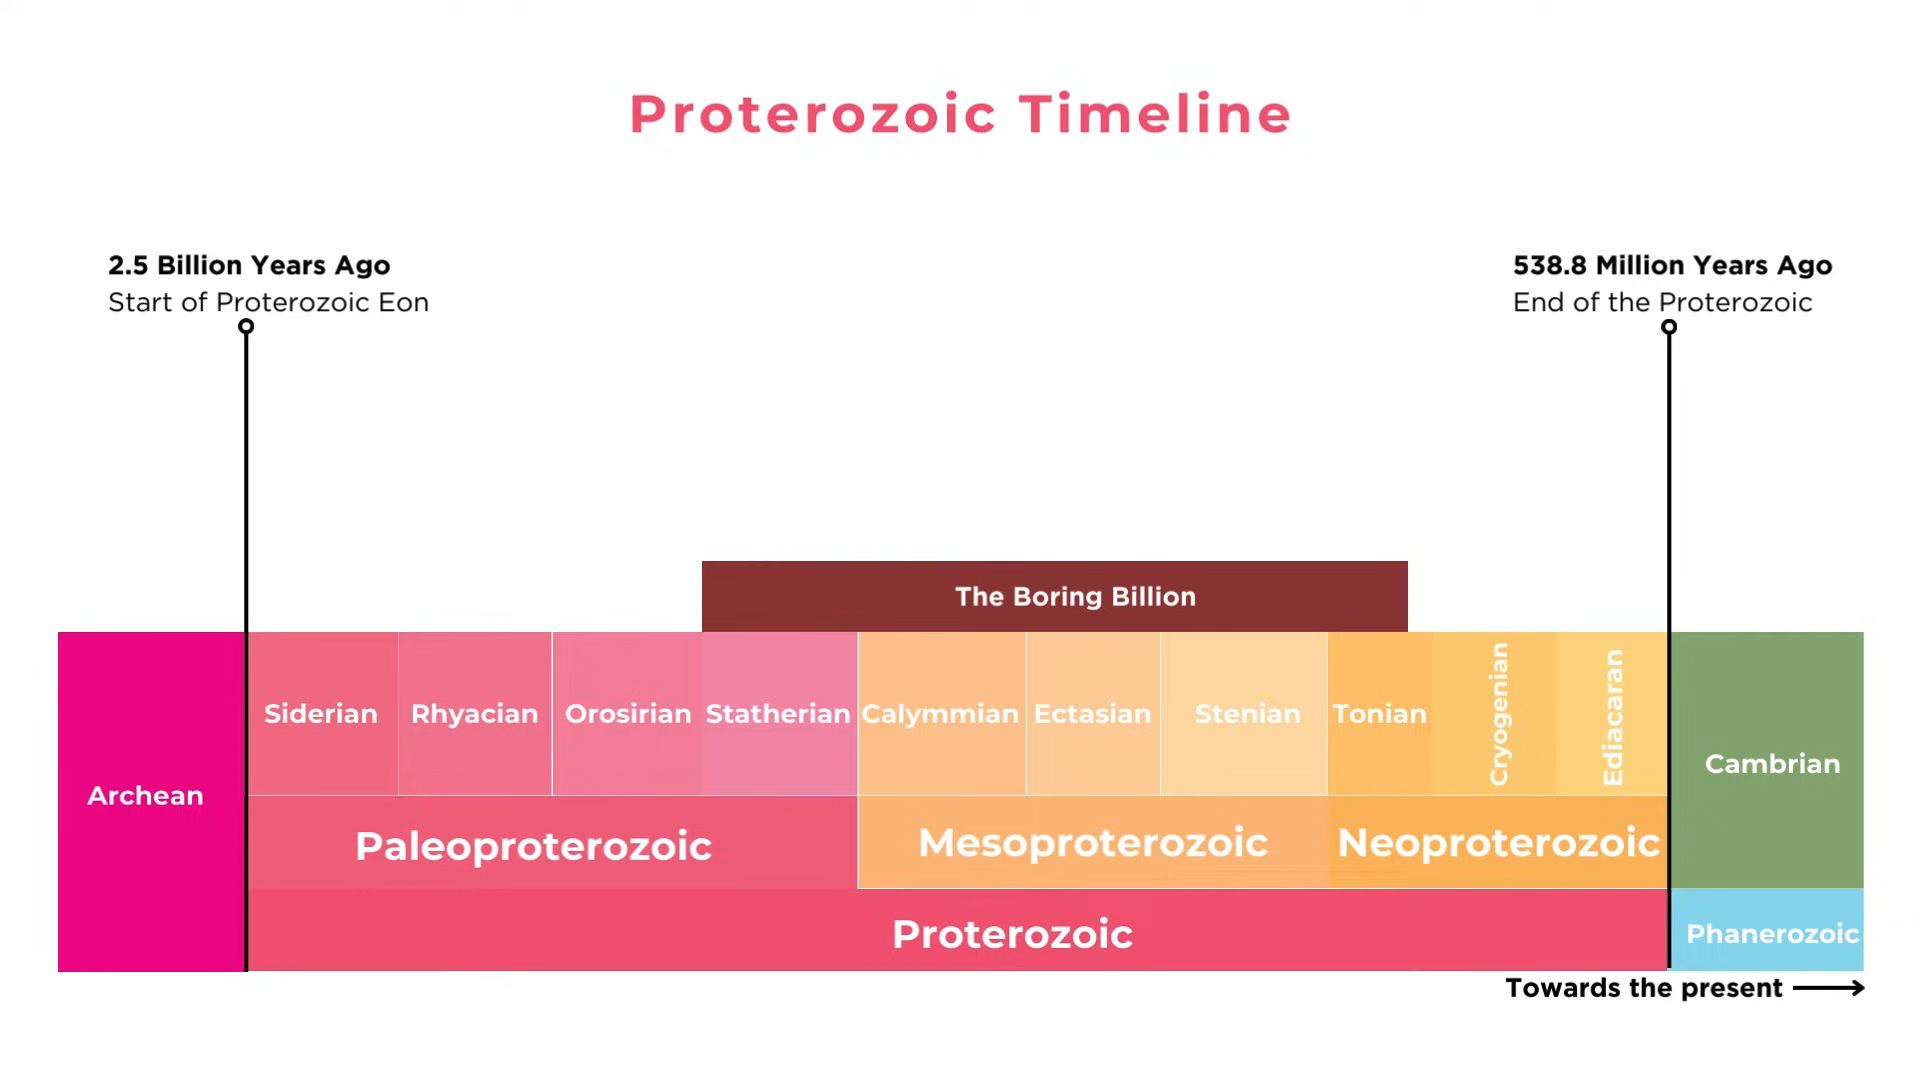 Proterozoic Timeline
2.5 Billion Years Ago
Start of Proterozoic Eon
538.8 Million Years Ago
End of the Proterozoic
The Boring Billion
Archean
Siderian
Rhyacian
Orosirian
Statherian
Calymmian
Ectasian
Stenian
Tonian
Cryogenian
Ediacaran
Cambrian
Paleoproterozoic
Mesoproterozoic
Neoproterozoic
Proterozoic
Phanerozoic
Towards the present